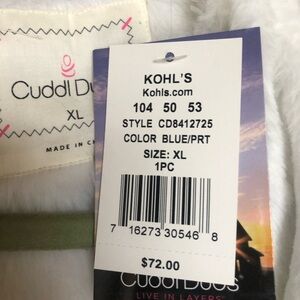 Cuddl Duds
XL
MADE IN
KOHL'S
Kohls.com
104 50 53
STYLE CD8412725
COLOR BLUE/PRT
SIZE: XL
1PC
7 16273 30546 8
$72.00
Cuddl Duds
LIVE IN LAYERS